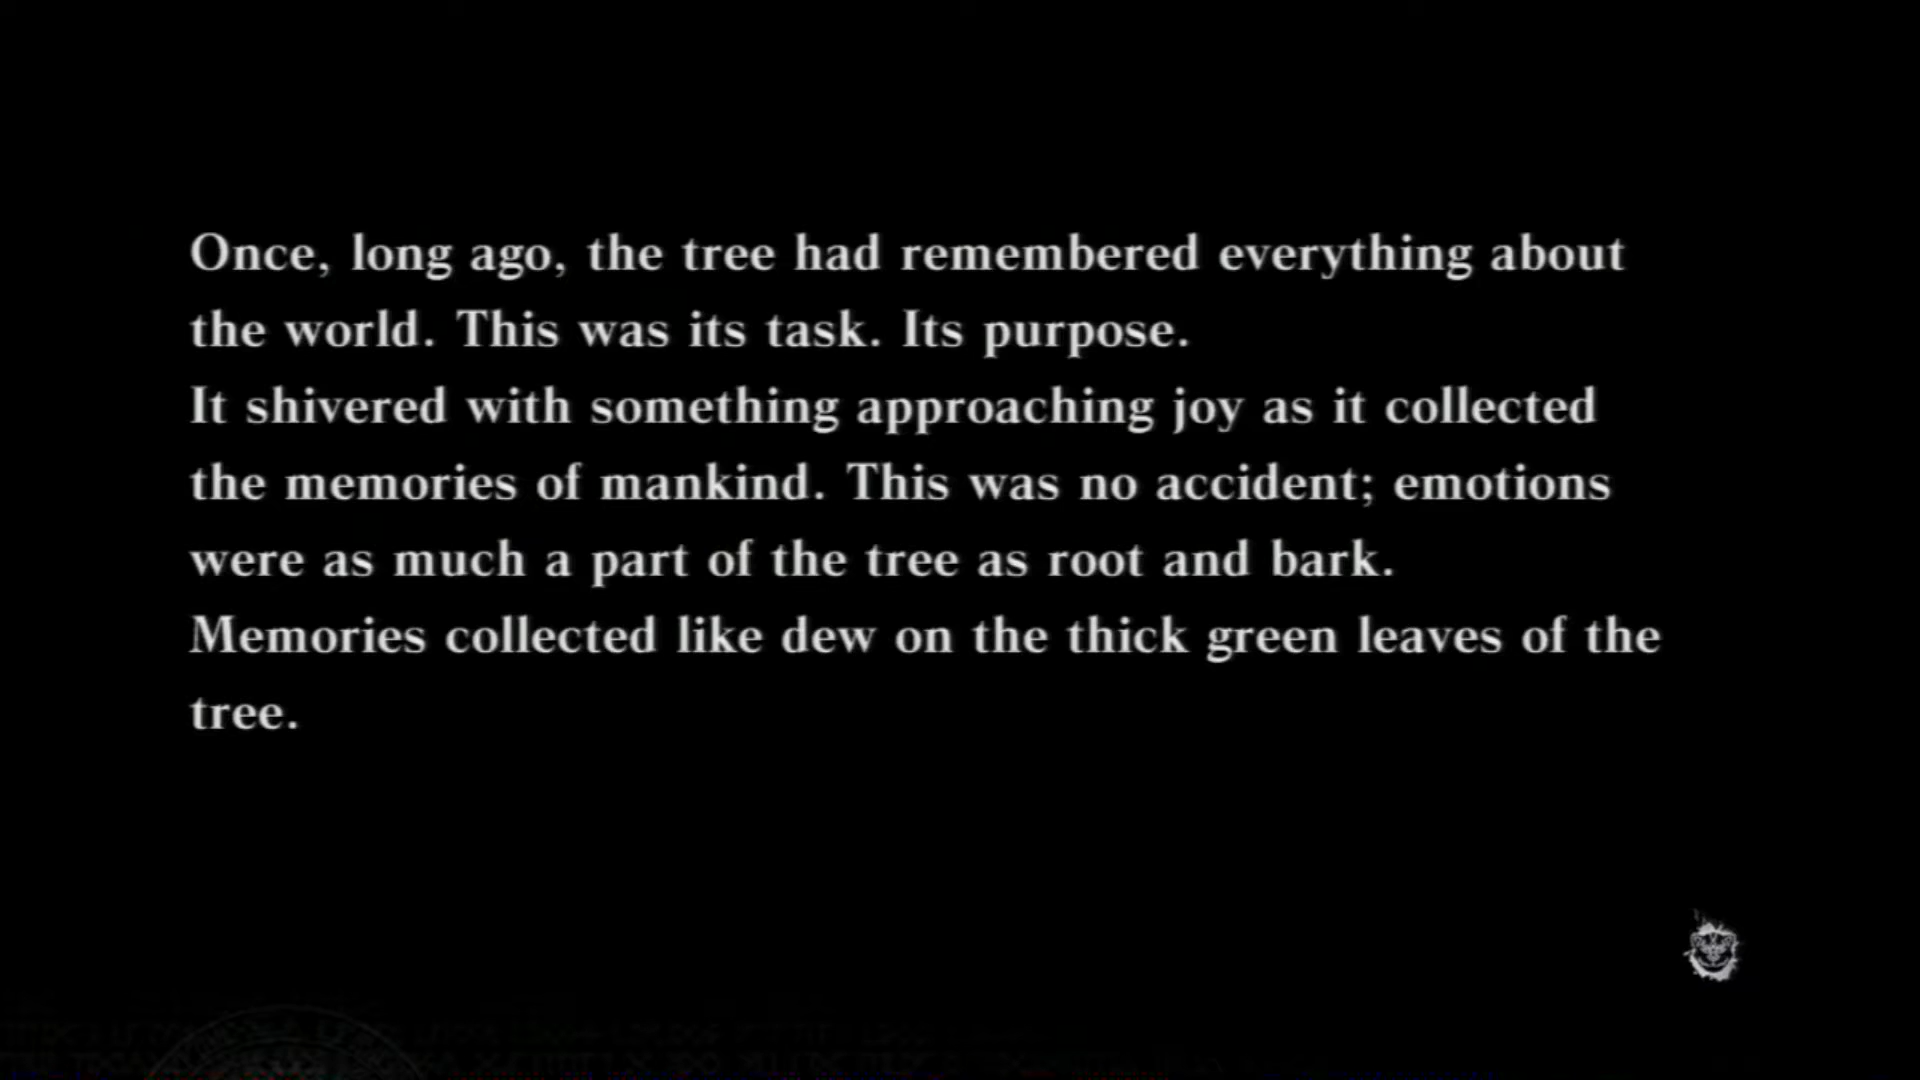 Once, long ago, the tree had remembered everything about
the world. This was its task. Its purpose.
It shivered with something approaching joy as it collected
the memories of mankind. This was no accident; emotions
were as much a part of the tree as root and bark.
Memories collected like dew on the thick green leaves of the
tree.